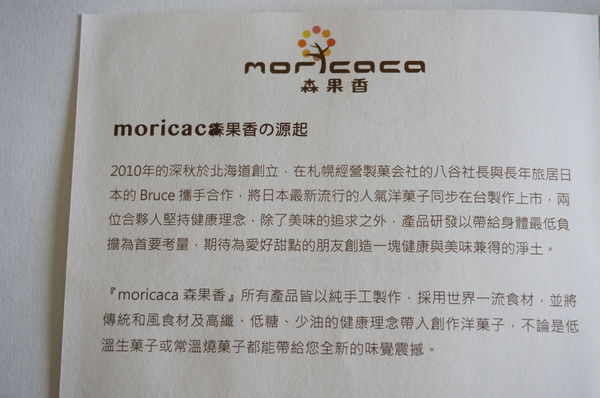 moricaca
森果香
moricaca森果香の源起
2010年的深秋於北海道創立，在札幌經營製菓会社的八谷社長與長年旅居日
本的 Bruce 攜手合作，將日本最新流行的人氣洋菓子同步在台製作上市，兩
位合夥人堅持健康理念，除了美味的追求之外，產品研發以帶給身體最低負
擔為首要考量，期待為愛好甜點的朋友創造一塊健康與美味兼得的淨土。
『moricaca 森果香』所有產品皆以純手工製作，採用世界一流食材，並將
傳統和風食材及高纖、低糖、少油的健康理念帶入創作洋菓子，不論是低
溫生菓子或常溫燒菓子都能帶給您全新的味覺震撼。